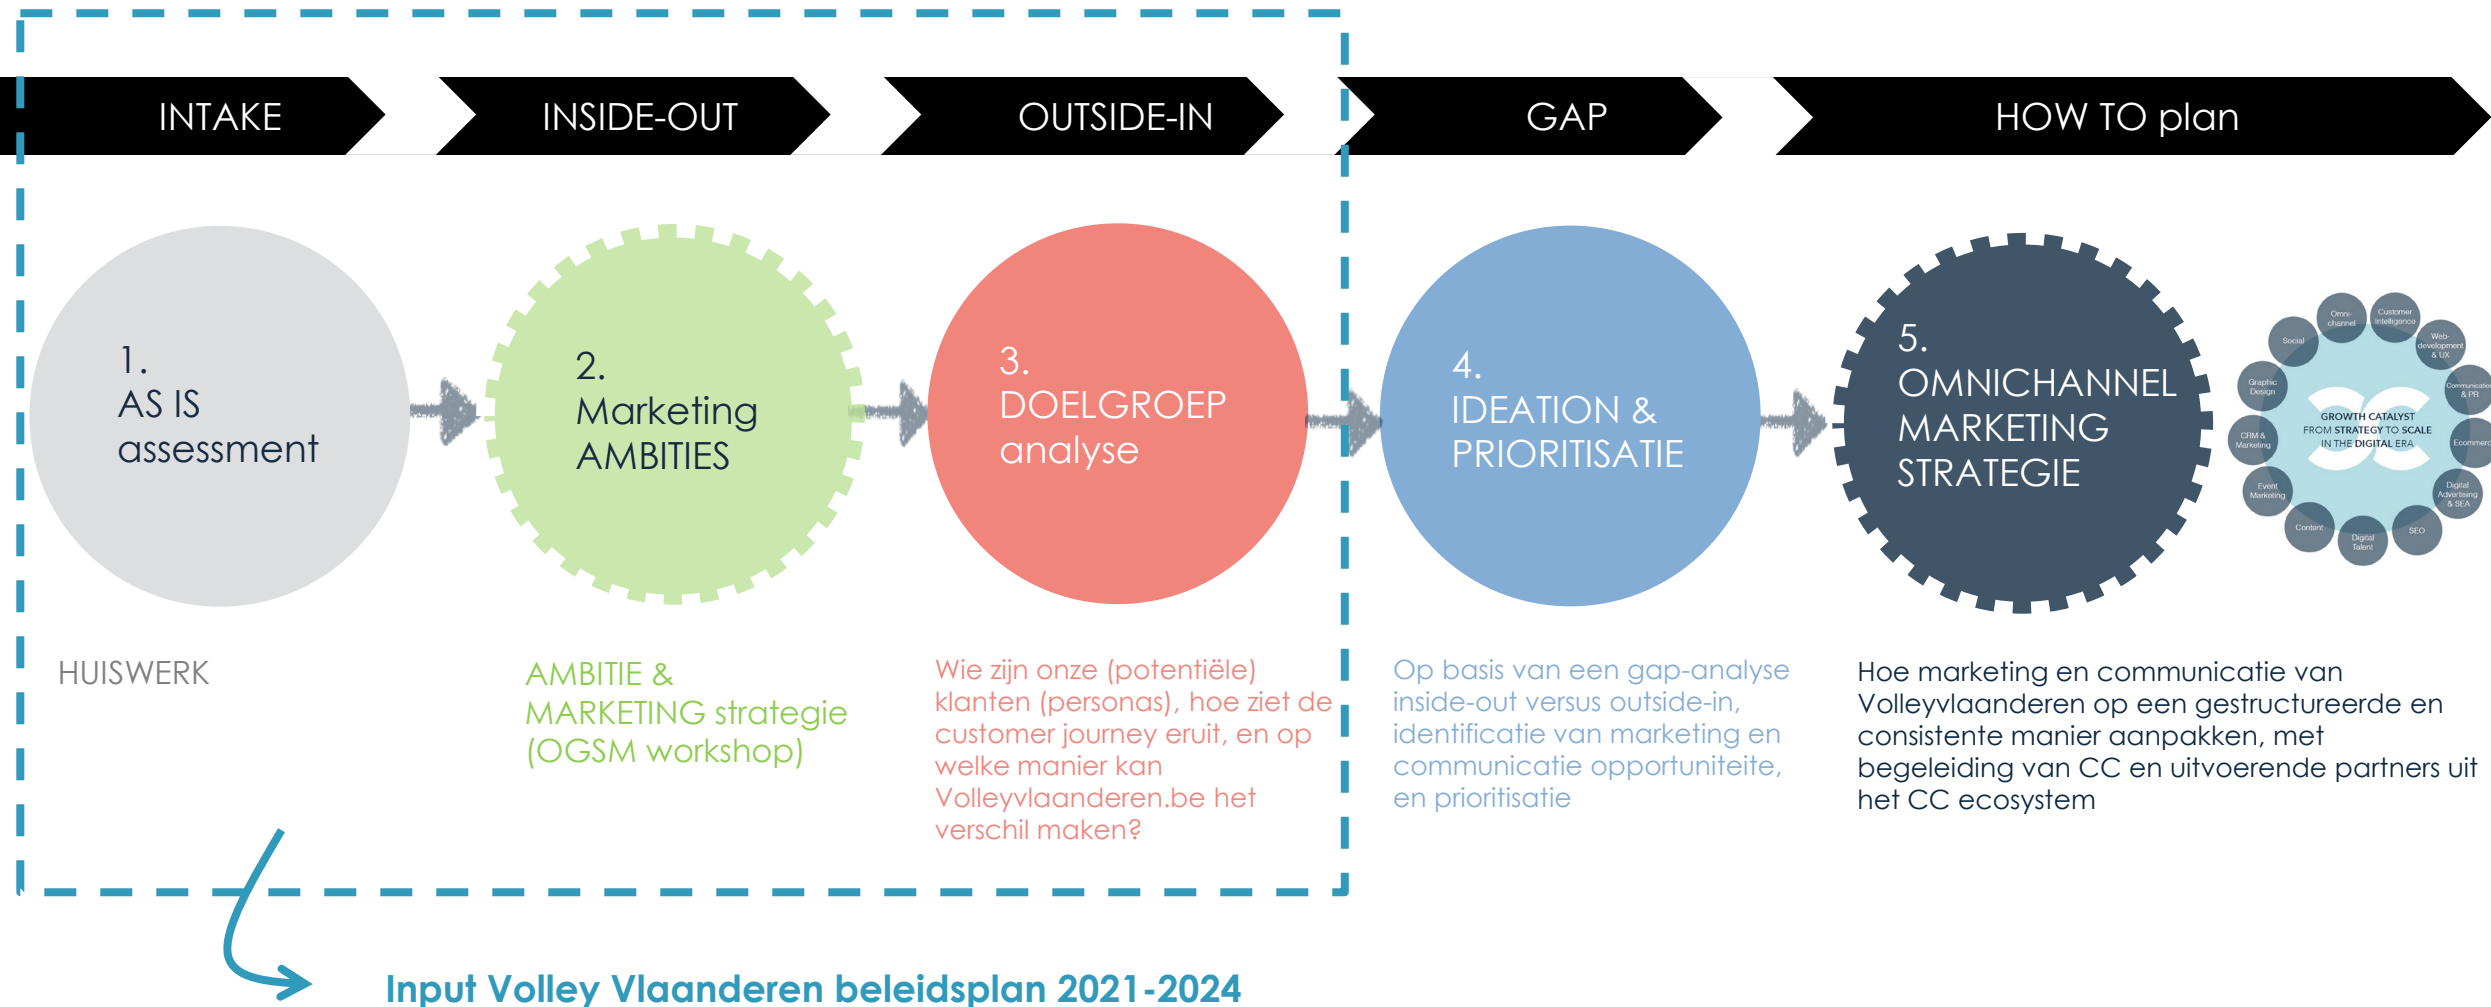 INTAKE
INSIDE-OUT
OUTSIDE-IN
GAP
HOW TO plan
1.
AS IS
assessment
2.
Marketing
AMBITIES
3.
DOELGROEP
analyse
4.
IDEATION &
PRIORITISATIE
5.
OMNICHANNEL
MARKETING
STRATEGIE
Omni-
channel
Customer
Intelligence
Web-
development
& UX
Communication
& PR
Ecommerc
Digital
Advertising
& SEA
SEO
Digital
Talent
Content
Event
Marketing
CRM &
Marketing
Graphic
Design
Social
GROWTH CATALYST
FROM STRATEGY TO SCALE
IN THE DIGITAL ERA
HUISWERK
AMBITIE &
MARKETING strategie
(OGSM workshop)
Wie zijn onze (potentiële)
klanten (personas), hoe ziet de
customer journey eruit, en op
welke manier kan
Volleyvlaanderen.be het
verschil maken?
Op basis van een gap-analyse
inside-out versus outside-in,
identificatie van marketing en
communicatie opportuniteite,
en prioritisatie
Hoe marketing en communicatie van
Volleyvlaanderen op een gestructureerde en
consistente manier aanpakken, met
begeleiding van CC en uitvoerende partners uit
het CC ecosystem
Input Volley Vlaanderen beleidsplan 2021-2024